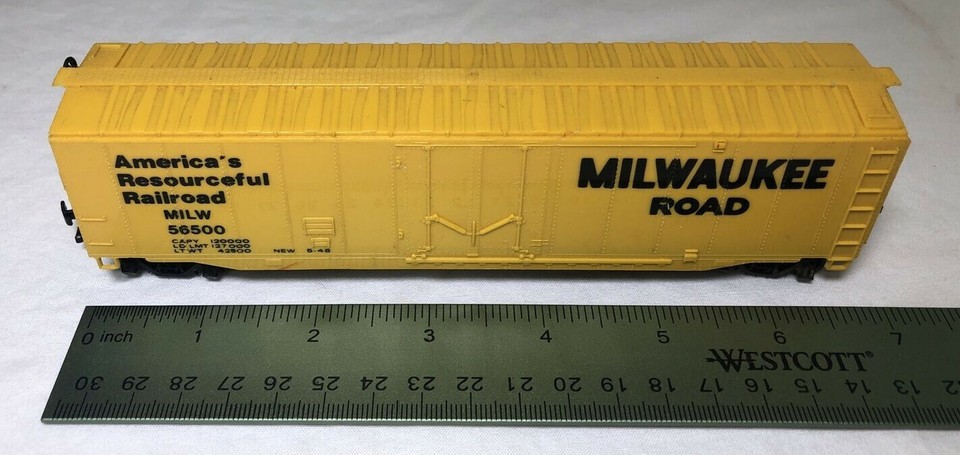 America's
Resourceful
Railroad
MILW
56500
CAPY 120000
LD LMT 127000
LT WT 42800 NEW 5-48
MILWAUKEE
ROAD
0 inch 1 2 3 4 5 6 7
WESTCOTT®
30 29 28 27 26 25 24 23 22 21 20 19 18 17 16 15 14 13 12